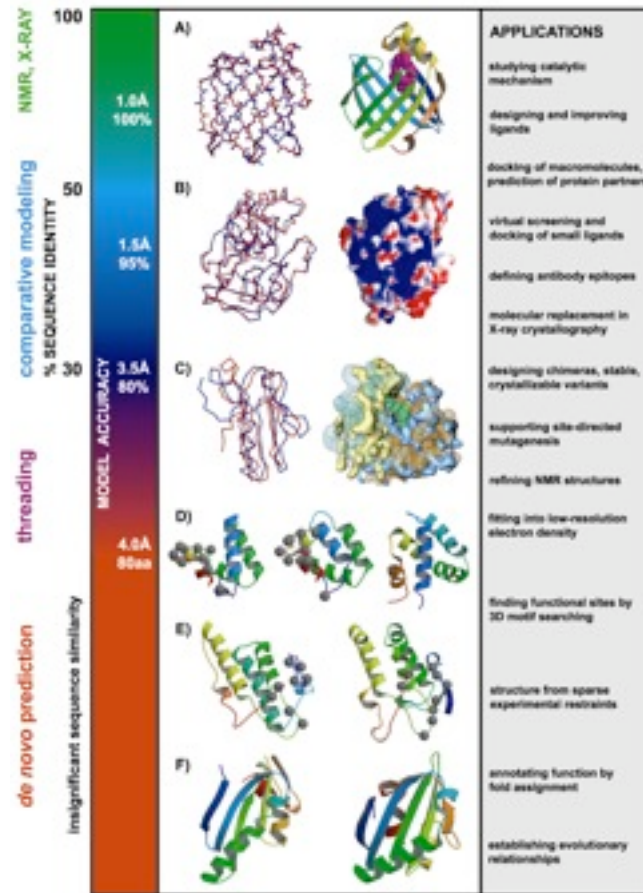 NMR, X-RAY
comparative modeling
% SEQUENCE IDENTITY
threading
de novo prediction
insignificant sequence similarity
100
50
30
MODEL ACCURACY
1.0Å
100%
1.5Å
95%
3.5Å
80%
4.0Å
80aa
A)
B)
C)
D)
E)
F)
APPLICATIONS
studying catalytic
mechanism
designing and improving
ligands
docking of macromolecules,
prediction of protein partner
virtual screening and
docking of small ligands
defining antibody epitopes
molecular replacement in
X-ray crystallography
designing chimeras, stable,
crystallizable variants
supporting site-directed
mutagenesis
refining NMR structures
fitting into low-resolution
electron density
finding functional sites by
3D motif searching
structure from sparse
experimental restraints
annotating function by
fold assignment
establishing evolutionary
relationships